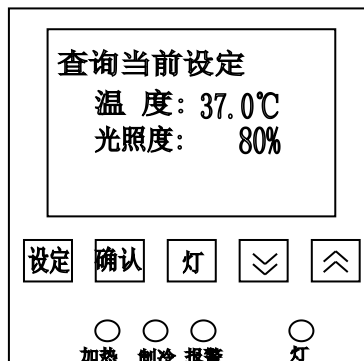 查询当前设定
温 度: 37.0℃
光照度: 80%
设定 确认 灯
加热 制冷 报警 灯